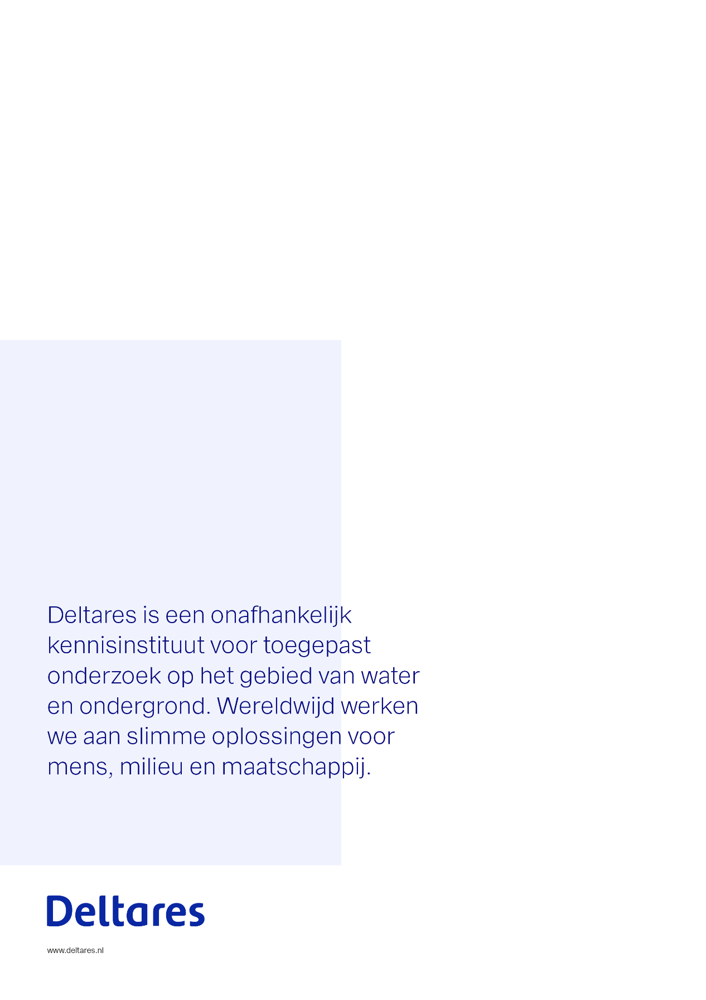 Deltares is een onafhankelijk
kennisinstituut voor toegepast
onderzoek op het gebied van water
en ondergrond. Wereldwijd werken
we aan slimme oplossingen voor
mens, milieu en maatschappij.
Deltares
www.deltares.nl